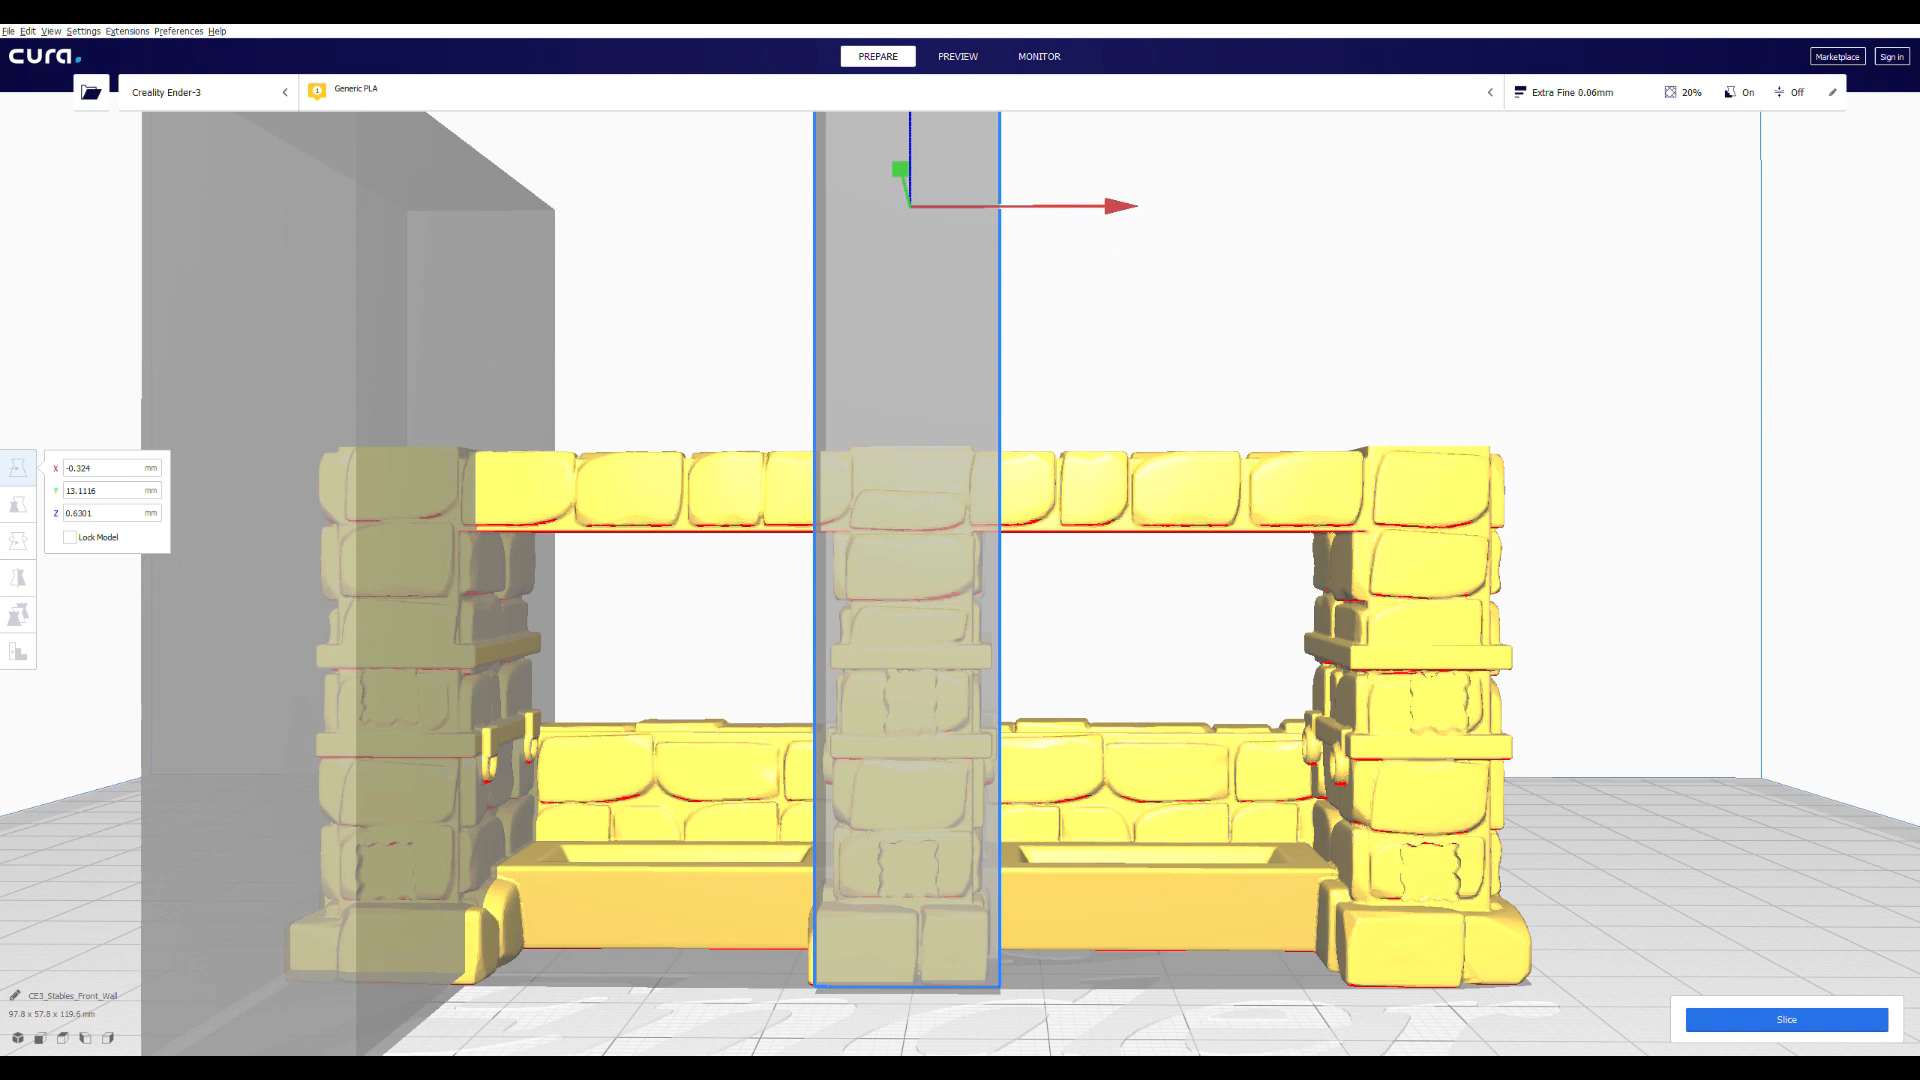 File Edit View Settings Extensions Preferences Help
cura.
PREPARE PREVIEW MONITOR
Marketplace Sign in
Creality Ender-3
1 Generic PLA
Extra Fine 0.06mm 20% On Off
X -0.324 mm
Y 13.1116 mm
Z 0.6301 mm
Lock Model
CE3_Stables_Front_Wall
97.8 x 57.8 x 119.6 mm
Slice